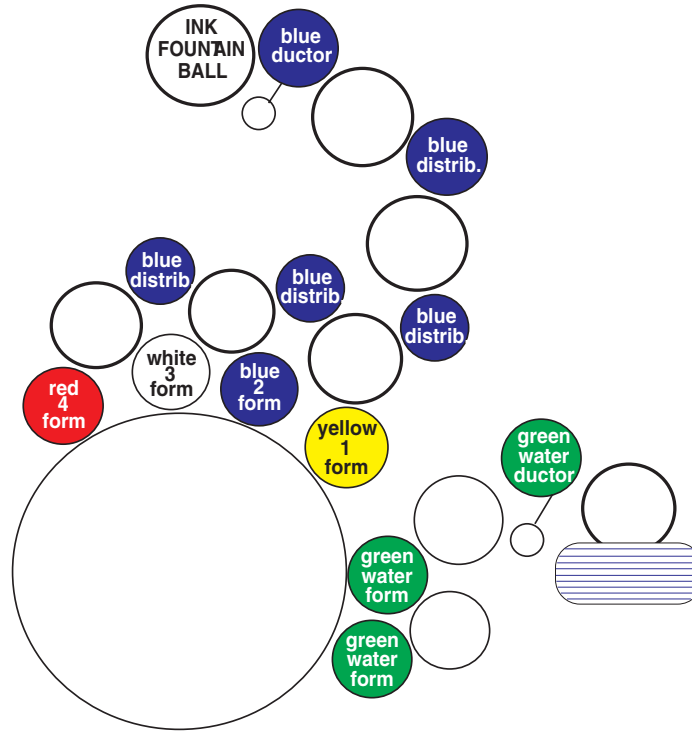 INK
FOUNTAIN
BALL
blue
ductor
blue
distrib.
blue
distrib.
blue
distrib.
blue
distrib.
white
3
form
blue
2
form
red
4
form
yellow
1
form
green
water
ductor
green
water
form
green
water
form